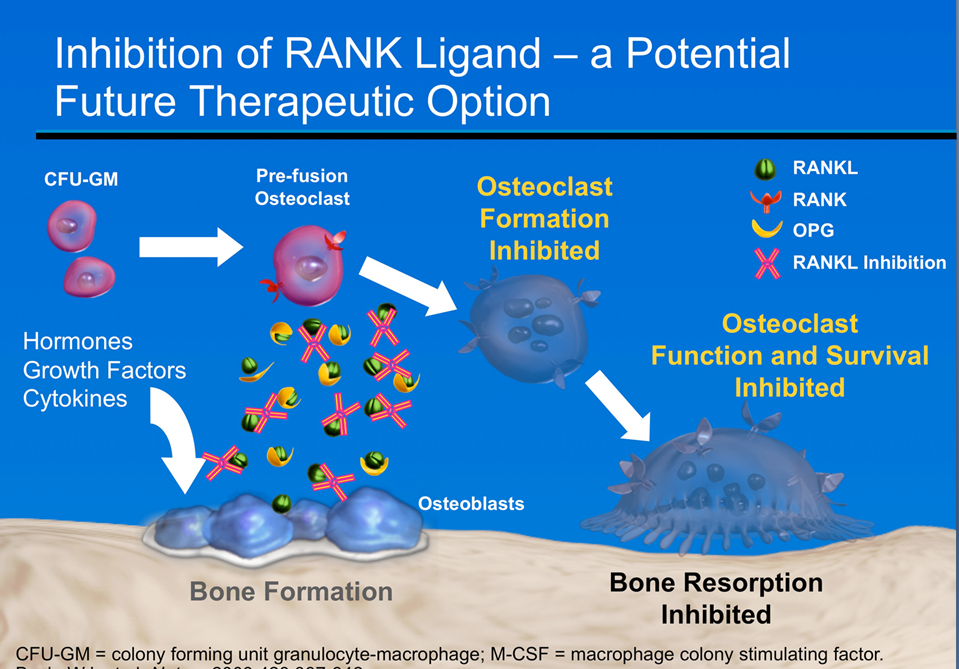 Inhibition of RANK Ligand – a Potential
Future Therapeutic Option
CFU-GM
Pre-fusion
Osteoclast
Osteoclast
Formation
Inhibited
RANKL
RANK
OPG
RANKL Inhibition
Hormones
Growth Factors
Cytokines
Osteoclast
Function and Survival
Inhibited
Osteoblasts
Bone Formation
Bone Resorption
Inhibited
CFU-GM = colony forming unit granulocyte-macrophage; M-CSF = macrophage colony stimulating factor.